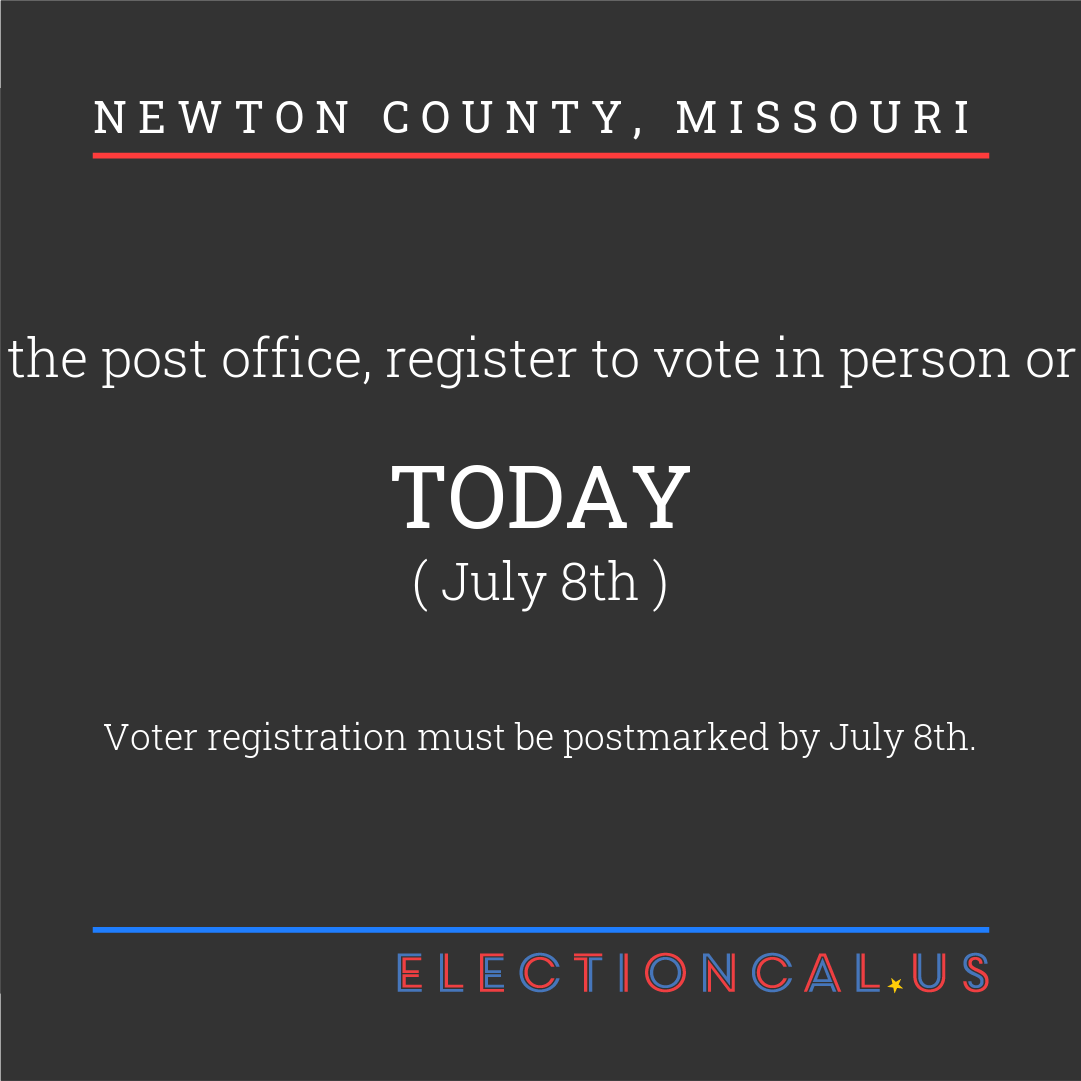 NEWTON COUNTY, MISSOURI
the post office, register to vote in person or
TODAY
( July 8th )
Voter registration must be postmarked by July 8th.
ELECTIONCAL.US